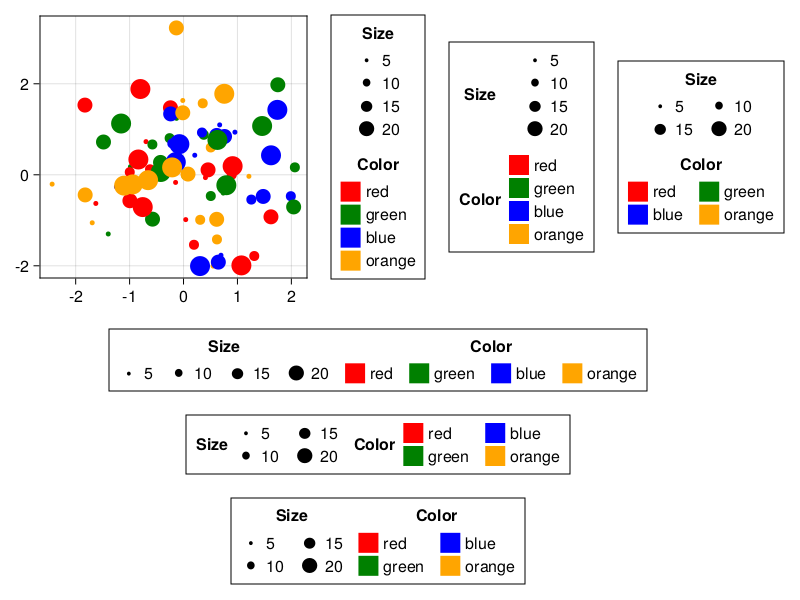 2
0
-2
-2 -1 0 1 2
Size
5
10
15
20
Color
red
green
blue
orange
Size
5
10
15
20
Color
red
green
blue
orange
Size
5 10
15 20
Color
red green
blue orange
Size Color
5 10 15 20 red green blue orange
Size 5 15 Color red blue
10 20 green orange
Size Color
5 15 red blue
10 20 green orange